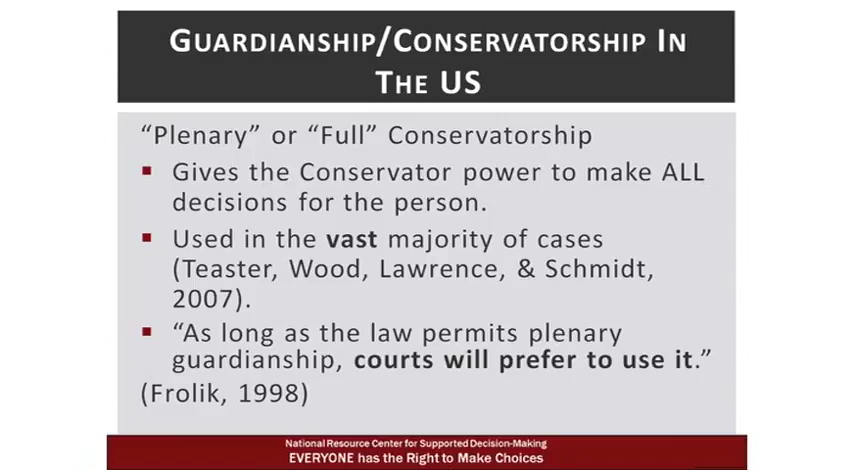 GUARDIANSHIP/CONSERVATORSHIP IN
THE US
“Plenary” or “Full” Conservatorship
▪ Gives the Conservator power to make ALL
decisions for the person.
▪ Used in the vast majority of cases
(Teaster, Wood, Lawrence, & Schmidt,
2007).
▪ “As long as the law permits plenary
guardianship, courts will prefer to use it.”
(Frolik, 1998)
National Resource Center for Supported Decision-Making
EVERYONE has the Right to Make Choices